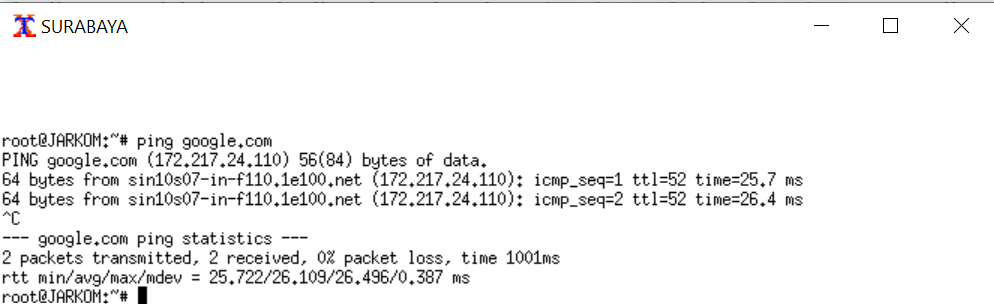 SURABAYA
root@JARKOM:~# ping google.com
PING google.com (172.217.24.110) 56(84) bytes of data.
64 bytes from sin10s07-in-f110.1e100.net (172.217.24.110): icmp_seq=1 ttl=52 time=25.7 ms
64 bytes from sin10s07-in-f110.1e100.net (172.217.24.110): icmp_seq=2 ttl=52 time=26.4 ms
^C
--- google.com ping statistics ---
2 packets transmitted, 2 received, 0% packet loss, time 1001ms
rtt min/avg/max/mdev = 25.722/26.109/26.496/0.387 ms
root@JARKOM:~#